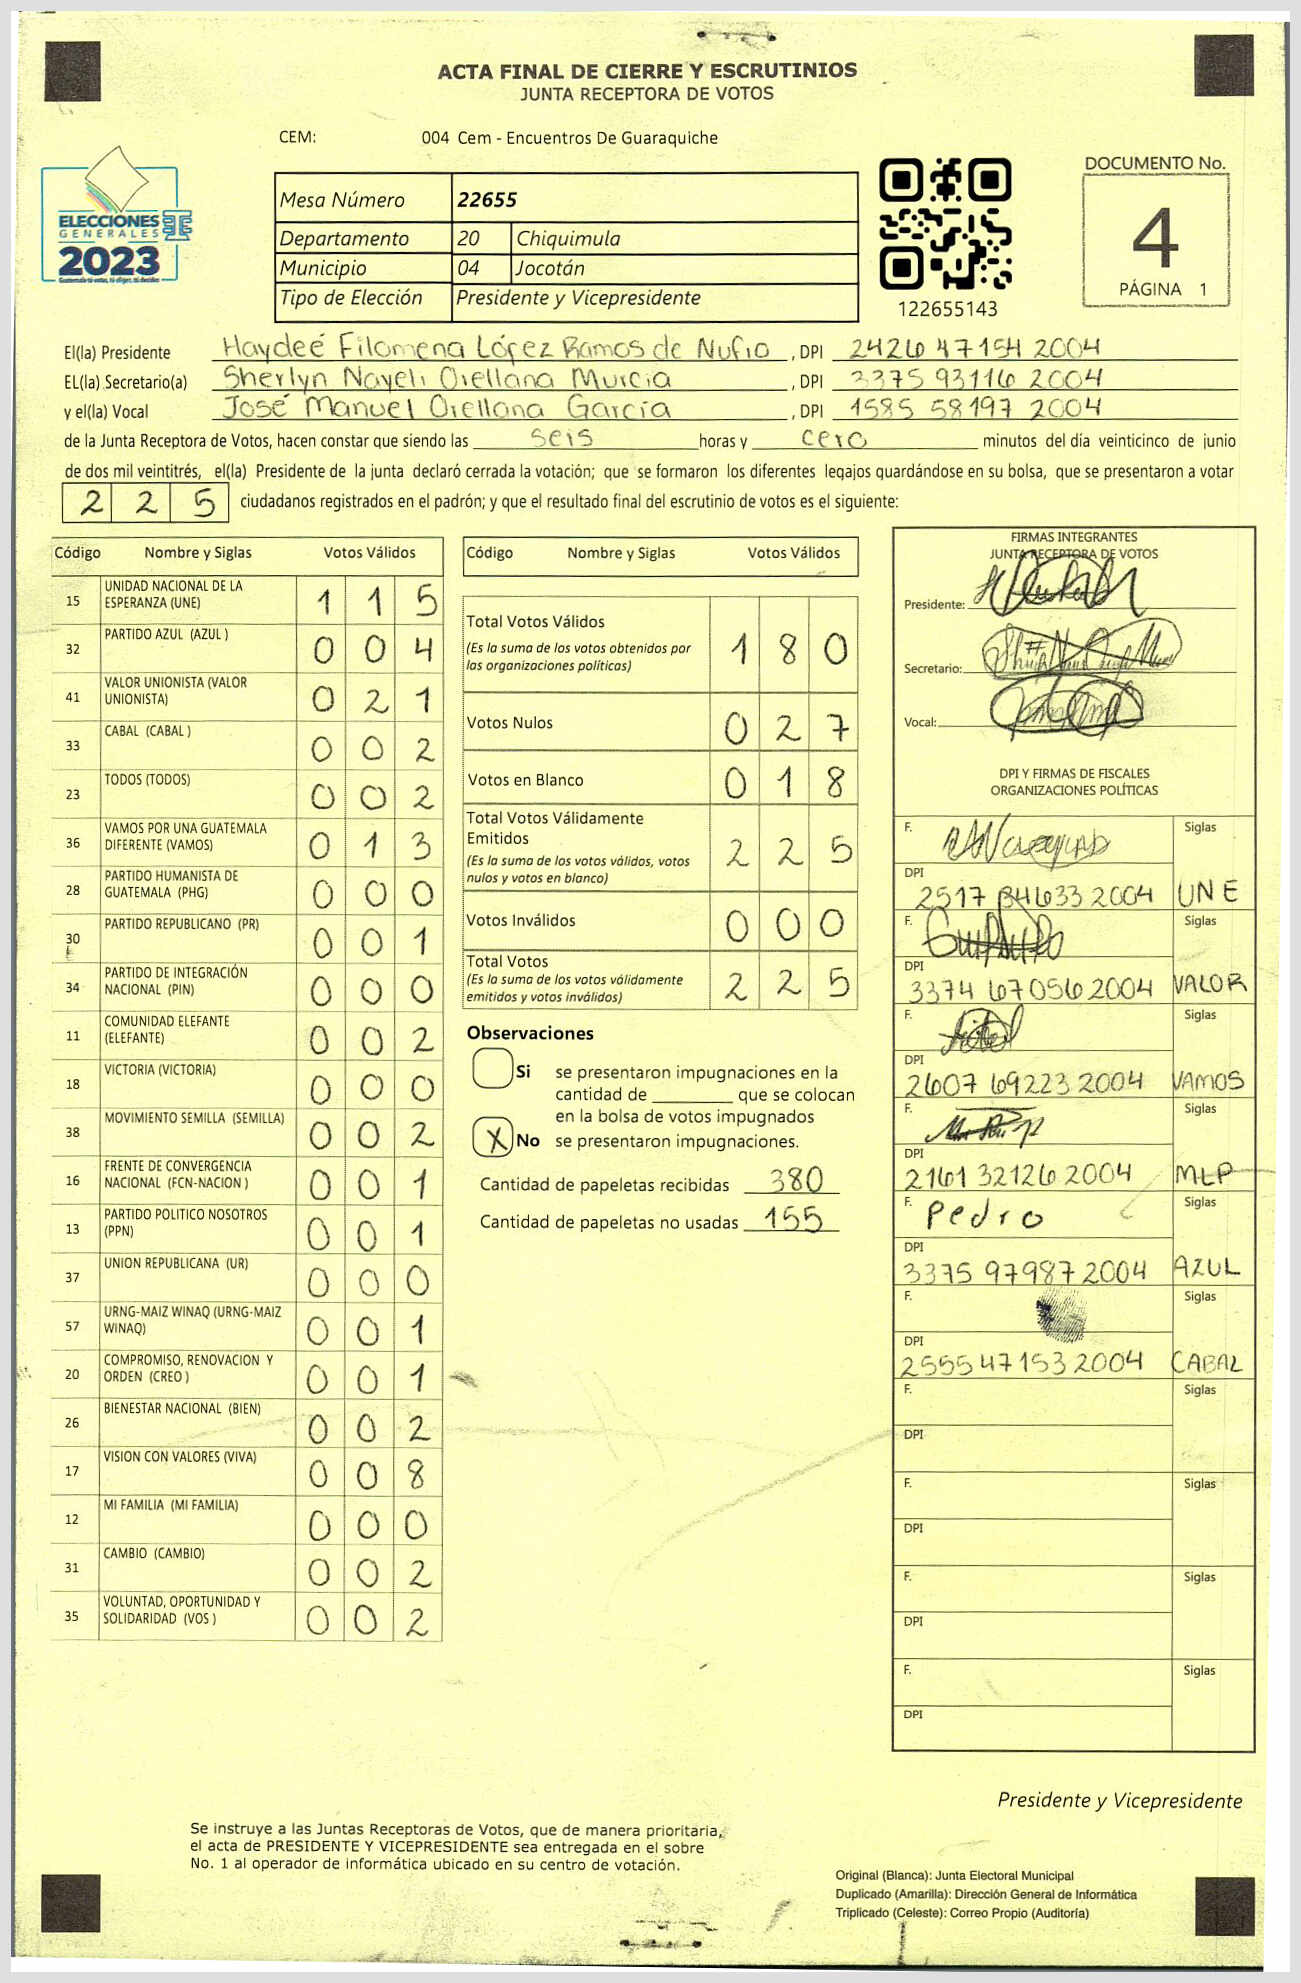 ACTA FINAL DE CIERRE Y ESCRUTINIOS
JUNTA RECEPTORA DE VOTOS
CEM: 004 Cem - Encuentros De Guaraquiche
ELECCIONES
GENERALES
2023
Mesa Número 22655
Departamento 20 Chiquimula
Municipio 04 Jocotán
Tipo de Elección Presidente y Vicepresidente
122655143
DOCUMENTO No.
4
PÁGINA 1
El(la) Presidente Haydeé Filomena López Ramos de Nufio, DPI 2426 47154 2004
EL(la) Secretario(a) Sherlyn Nayeli Orellana Murcia, DPI 3375 93116 2004
y el(la) Vocal José Manuel Orellana García, DPI 1585 58197 2004
de la Junta Receptora de Votos, hacen constar que siendo las seis horas y cero minutos del día veinticinco de junio
de dos mil veintitrés, el(la) Presidente de la junta declaró cerrada la votación; que se formaron los diferentes legajos guardándose en su bolsa, que se presentaron a votar
225 ciudadanos registrados en el padrón; y que el resultado final del escrutinio de votos es el siguiente:
Código Nombre y Siglas Votos Válidos
15 UNIDAD NACIONAL DE LA ESPERANZA (UNE) 1 1 5
32 PARTIDO AZUL (AZUL ) 0 0 4
41 VALOR UNIONISTA (VALOR UNIONISTA) 0 2 1
33 CABAL (CABAL ) 0 0 2
23 TODOS (TODOS) 0 0 2
36 VAMOS POR UNA GUATEMALA DIFERENTE (VAMOS) 0 1 3
28 PARTIDO HUMANISTA DE GUATEMALA (PHG) 0 0 0
30 PARTIDO REPUBLICANO (PR) 0 0 1
34 PARTIDO DE INTEGRACIÓN NACIONAL (PIN) 0 0 0
11 COMUNIDAD ELEFANTE (ELEFANTE) 0 0 2
18 VICTORIA (VICTORIA) 0 0 0
38 MOVIMIENTO SEMILLA (SEMILLA) 0 0 2
16 FRENTE DE CONVERGENCIA NACIONAL (FCN-NACION ) 0 0 1
13 PARTIDO POLITICO NOSOTROS (PPN) 0 0 1
37 UNION REPUBLICANA (UR) 0 0 0
57 URNG-MAIZ WINAQ (URNG-MAIZ WINAQ) 0 0 1
20 COMPROMISO, RENOVACION Y ORDEN (CREO ) 0 0 1
26 BIENESTAR NACIONAL (BIEN) 0 0 2
17 VISION CON VALORES (VIVA) 0 0 8
12 MI FAMILIA (MI FAMILIA) 0 0 0
31 CAMBIO (CAMBIO) 0 0 2
35 VOLUNTAD, OPORTUNIDAD Y SOLIDARIDAD (VOS ) 0 0 2
Código Nombre y Siglas Votos Válidos
Total Votos Válidos 1 8 0
(Es la suma de los votos obtenidos por
las organizaciones políticas)
Votos Nulos 0 2 7
Votos en Blanco 0 1 8
Total Votos Válidamente
Emitidos 2 2 5
(Es la suma de los votos válidos, votos
nulos y votos en blanco)
Votos Inválidos 0 0 0
Total Votos 2 2 5
(Es la suma de los votos válidamente
emitidos y votos inválidos)
Observaciones
Si se presentaron impugnaciones en la
cantidad de ________ que se colocan
en la bolsa de votos impugnados
X No se presentaron impugnaciones.
Cantidad de papeletas recibidas 380
Cantidad de papeletas no usadas 155
FIRMAS INTEGRANTES
JUNTA RECEPTORA DE VOTOS
Presidente:
Secretario:
Vocal:
DPI Y FIRMAS DE FISCALES
ORGANIZACIONES POLÍTICAS
F. Siglas
DPI 2517 34633 2004 UNE
F. Siglas
DPI 3374 67056 2004 VALOR
F. Siglas
DPI 2607 69223 2004 VAMOS
F. Siglas
DPI 2161 32126 2004 MLP
F. Pedro Siglas
DPI 3375 97987 2004 AZUL
F. Siglas
DPI 2555 47153 2004 CABAL
F. Siglas
DPI
F. Siglas
DPI
F. Siglas
DPI
F. Siglas
DPI
Presidente y Vicepresidente
Se instruye a las Juntas Receptoras de Votos, que de manera prioritaria,
el acta de PRESIDENTE Y VICEPRESIDENTE sea entregada en el sobre
No. 1 al operador de informática ubicado en su centro de votación.
Original (Blanca): Junta Electoral Municipal
Duplicado (Amarilla): Dirección General de Informática
Triplicado (Celeste): Correo Propio (Auditoría)